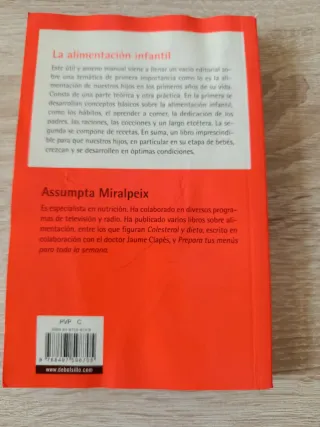 La alimentación infantil
Este útil y ameno manual viene a llenar un vacío editorial sobre
una temática de primera importancia como lo es la ali-
mentación de nuestros hijos en los primeros años de su vida.
Consta de una parte teórica y otra práctica. En la primera se
desarrollan conceptos básicos sobre la alimentación infantil,
como los hábitos, el aprender a comer, la dedicación de los
padres, las raciones, las cocciones y un largo etcétera. La se-
gunda se compone de recetas. En suma, un libro imprescindi-
ble para que nuestros hijos, en particular en su etapa de bebés,
crezcan y se desarrollen en óptimas condiciones.
Assumpta Miralpeix
Es especialista en nutrición. Ha colaborado en diversos progra-
mas de televisión y radio. Ha publicado varios libros sobre ali-
mentación, entre los que figuran Colesterol y dieta, escrito en
colaboración con el doctor Jaume Clapés, y Prepara tus menús
para toda la semana.
PVP C
www.debolsillo.com